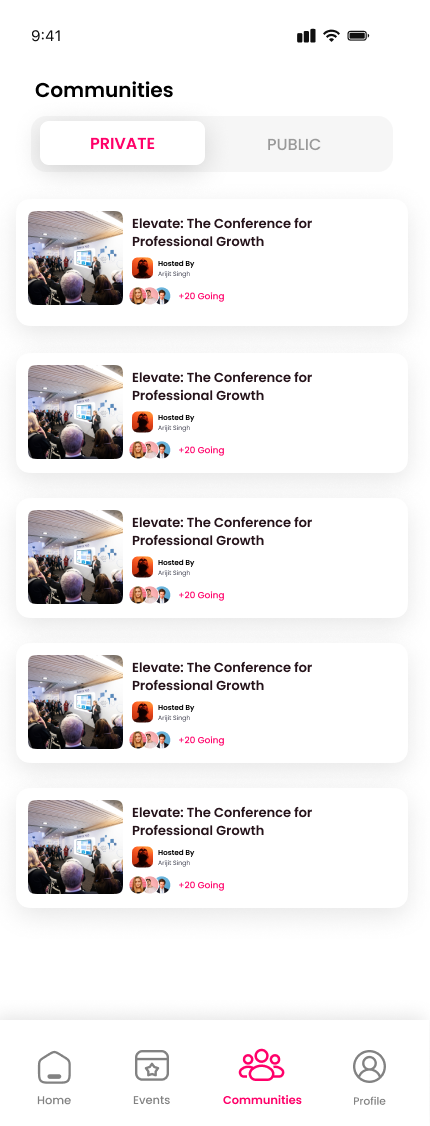 9:41
Communities
PRIVATE
PUBLIC
Elevate: The Conference for
Professional Growth
Hosted By
Arijit Singh
+20 Going
Elevate: The Conference for
Professional Growth
Hosted By
Arijit Singh
+20 Going
Elevate: The Conference for
Professional Growth
Hosted By
Arijit Singh
+20 Going
Elevate: The Conference for
Professional Growth
Hosted By
Arijit Singh
+20 Going
Elevate: The Conference for
Professional Growth
Hosted By
Arijit Singh
+20 Going
Home
Events
Communities
Profile